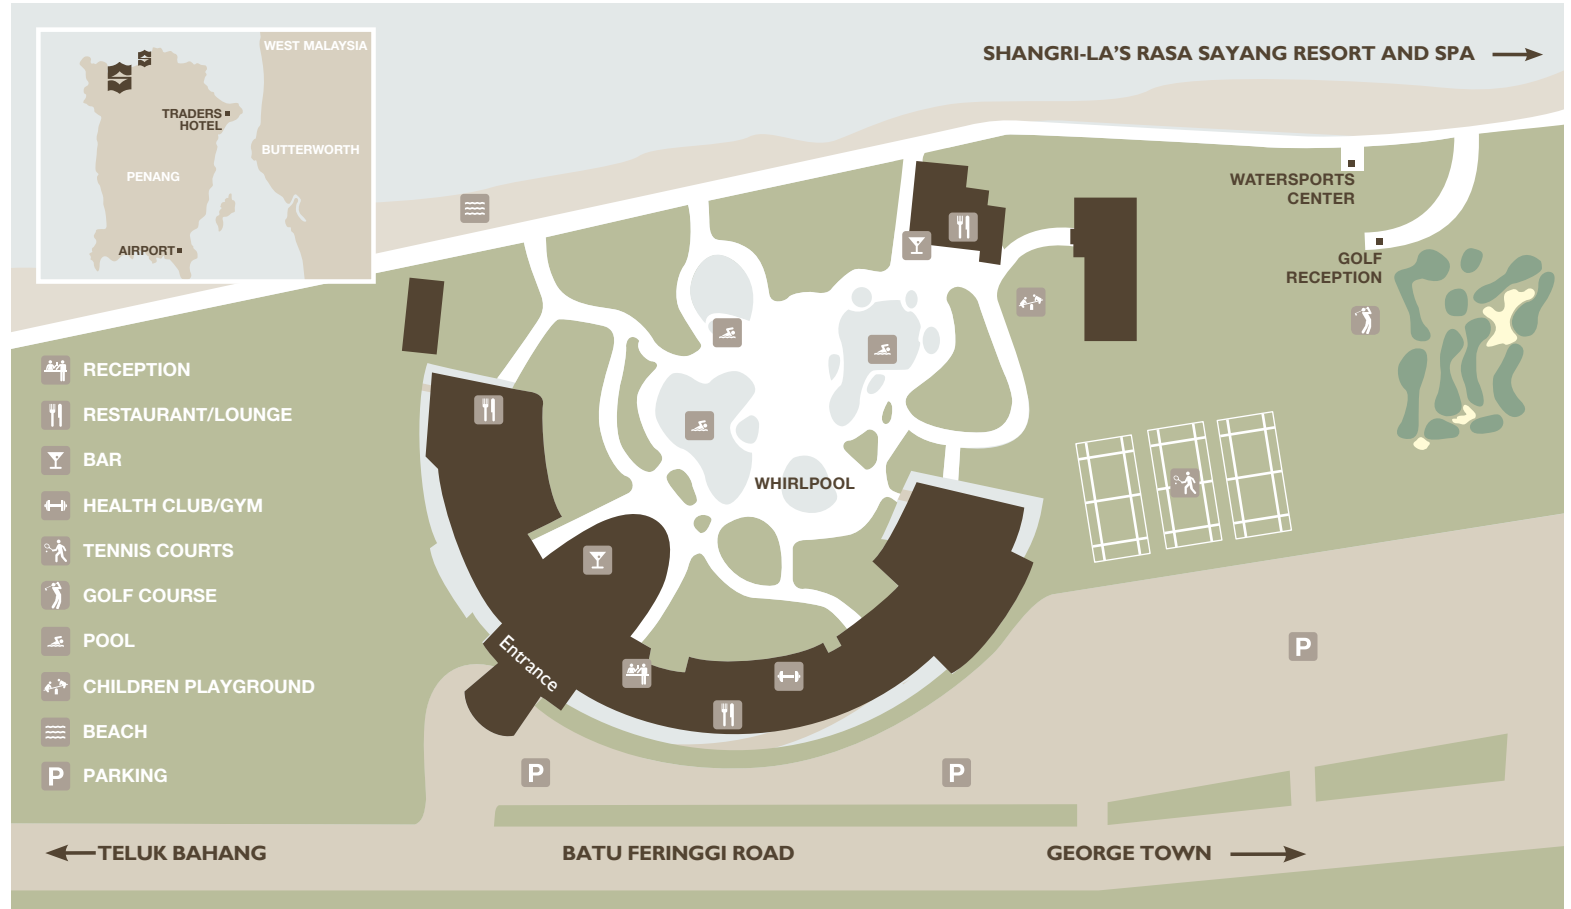 SHANGRI-LA'S RASA SAYANG RESORT AND SPA
WEST MALAYSIA
TRADERS
HOTEL
BUTTERWORTH
PENANG
AIRPORT
WATERSPORTS
CENTER
GOLF
RECEPTION
RECEPTION
RESTAURANT/LOUNGE
BAR
HEALTH CLUB/GYM
TENNIS COURTS
GOLF COURSE
POOL
CHILDREN PLAYGROUND
BEACH
P PARKING
WHIRLPOOL
Entrance
P
P
P
TELUK BAHANG
BATU FERINGGI ROAD
GEORGE TOWN